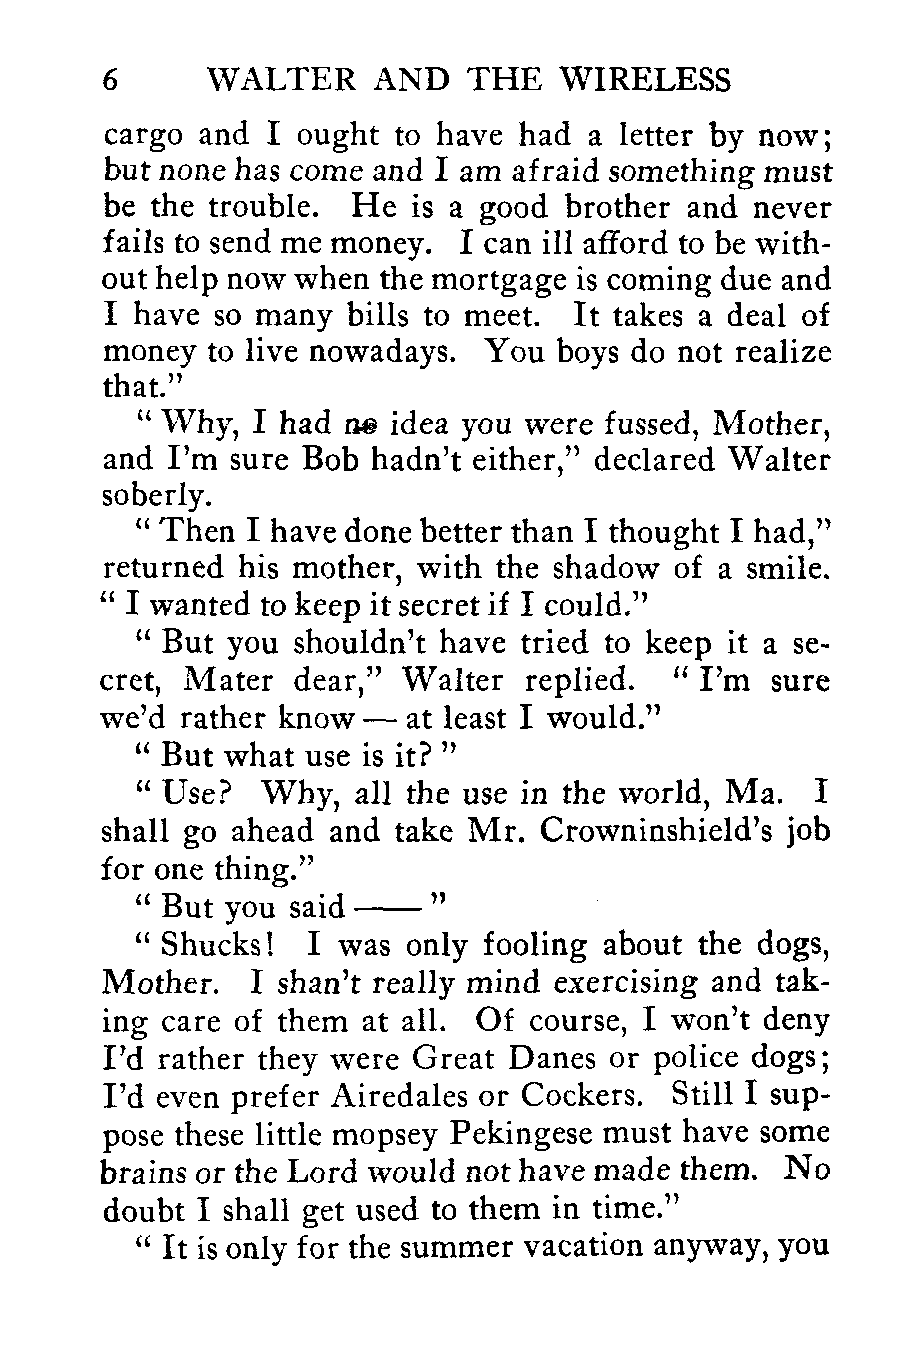 6 WALTER AND THE WIRELESS
cargo and I ought to have had a letter by now;
but none has come and I am afraid something must
be the trouble. He is a good brother and never
fails to send me money. I can ill afford to be with-
out help now when the mortgage is coming due and
I have so many bills to meet. It takes a deal of
money to live nowadays. You boys do not realize
that."
" Why, I had no idea you were fussed, Mother,
and I'm sure Bob hadn't either," declared Walter
soberly.
" Then I have done better than I thought I had,"
returned his mother, with the shadow of a smile.
" I wanted to keep it secret if I could."
" But you shouldn't have tried to keep it a se-
cret, Mater dear," Walter replied. " I'm sure
we'd rather know — at least I would."
" But what use is it? "
" Use? Why, all the use in the world, Ma. I
shall go ahead and take Mr. Crowninshield's job
for one thing."
" But you said —— "
" Shucks! I was only fooling about the dogs,
Mother. I shan't really mind exercising and tak-
ing care of them at all. Of course, I won't deny
I'd rather they were Great Danes or police dogs;
I'd even prefer Airedales or Cockers. Still I sup-
pose these little mopsey Pekingese must have some
brains or the Lord would not have made them. No
doubt I shall get used to them in time."
" It is only for the summer vacation anyway, you